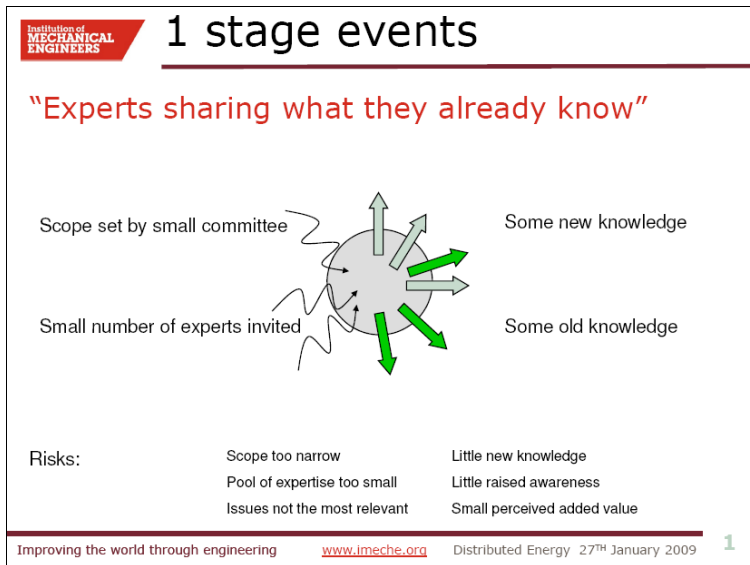 Institution of
MECHANICAL
ENGINEERS
1 stage events
“Experts sharing what they already know”
Scope set by small committee
Some new knowledge
Small number of experts invited
Some old knowledge
Risks:
Scope too narrow
Little new knowledge
Pool of expertise too small
Little raised awareness
Issues not the most relevant
Small perceived added value
Improving the world through engineering
www.imeche.org
Distributed Energy 27TH January 2009
1